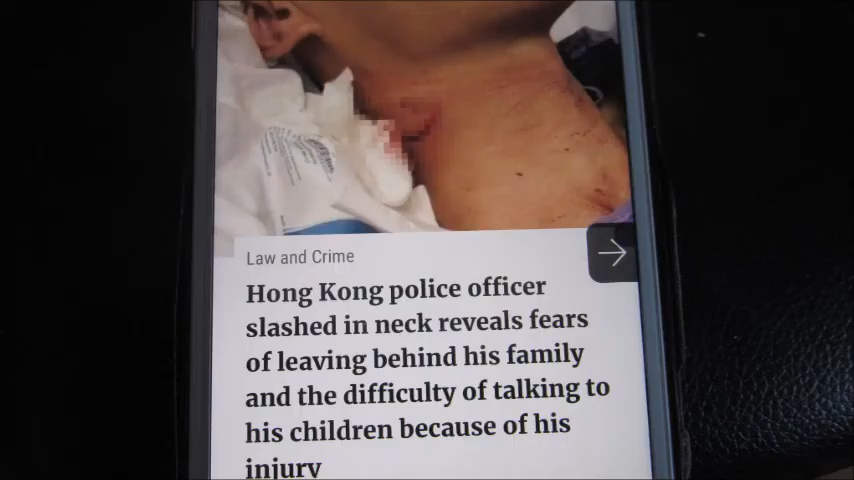 Law and Crime
Hong Kong police officer
slashed in neck reveals fears
of leaving behind his family
and the difficulty of talking to
his children because of his
injury